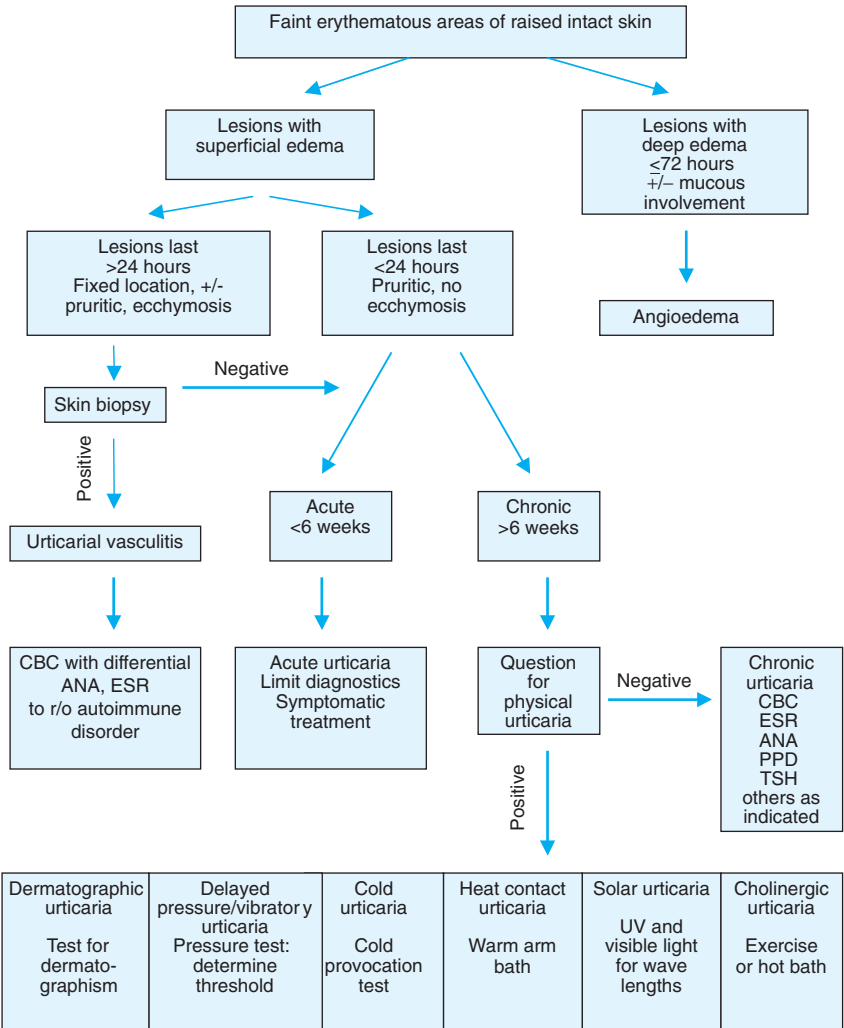 Faint erythematous areas of raised intact skin
Lesions with
superficial edema
Lesions with
deep edema
≤72 hours
+/– mucous
involvement
Lesions last
>24 hours
Fixed location, +/-
pruritic, ecchymosis
Lesions last
<24 hours
Pruritic, no
ecchymosis
Angioedema
Skin biopsy
Negative
Positive
Acute
<6 weeks
Chronic
>6 weeks
Urticarial vasculitis
CBC with differential
ANA, ESR
to r/o autoimmune
disorder
Acute urticaria
Limit diagnostics
Symptomatic
treatment
Question
for
physical
urticaria
Negative
Chronic
urticaria
CBC
ESR
ANA
PPD
TSH
others as
indicated
Positive
Dermatographic
urticaria
Test for
dermato-
graphism
Delayed
pressure/vibratory
urticaria
Pressure test:
determine
threshold
Cold
urticaria
Cold
provocation
test
Heat contact
urticaria
Warm arm
bath
Solar urticaria
UV and
visible light
for wave
lengths
Cholinergic
urticaria
Exercise
or hot bath